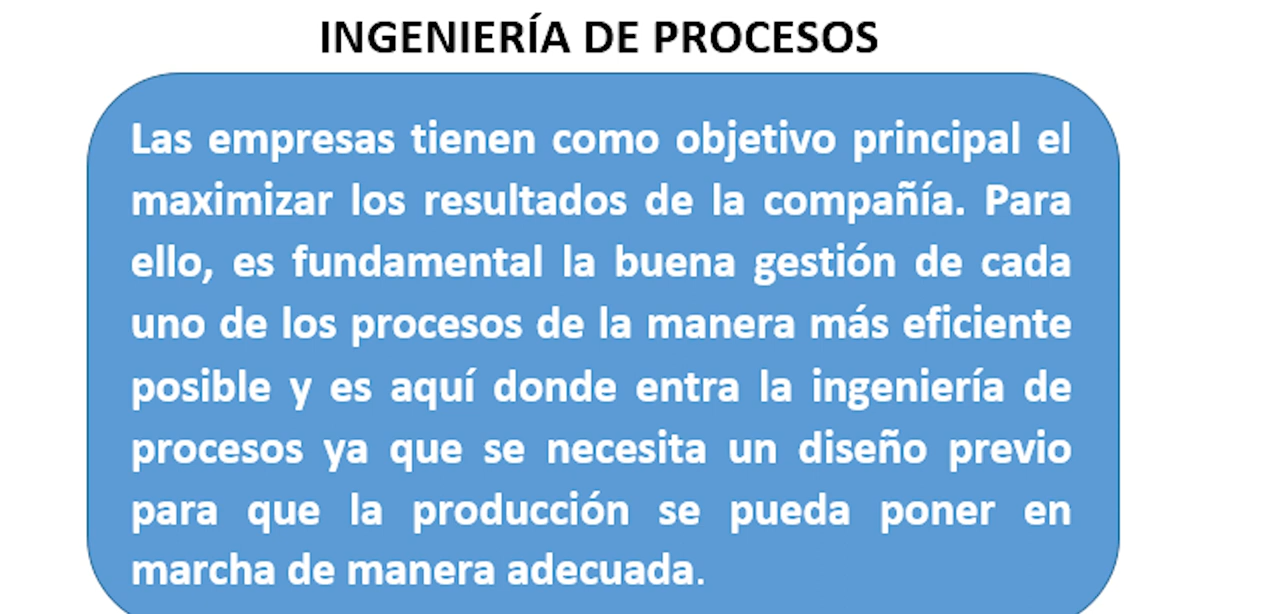 INGENIERÍA DE PROCESOS
Las empresas tienen como objetivo principal el
maximizar los resultados de la compañía. Para
ello, es fundamental la buena gestión de cada
uno de los procesos de la manera más eficiente
posible y es aquí donde entra la ingeniería de
procesos ya que se necesita un diseño previo
para que la producción se pueda poner en
marcha de manera adecuada.